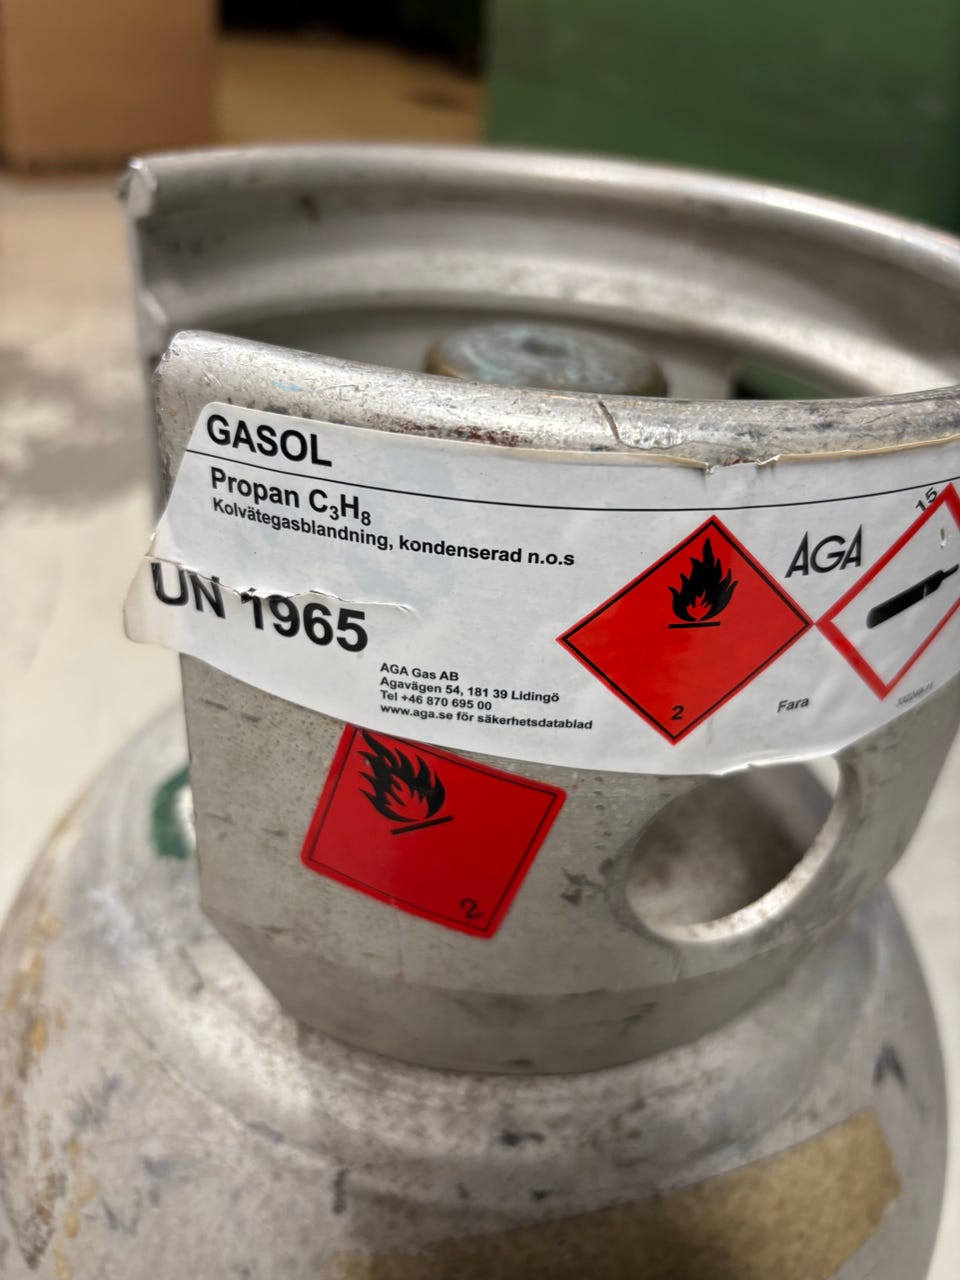 GASOL
Propan C₃H₈
Kolvätegasblandning, kondenserad n.o.s
UN 1965
AGA Gas AB
Agavägen 54, 181 39 Lidingö
Tel +46 870 695 00
www.aga.se för säkerhetsdatablad
2
AGA
Fara
15
2